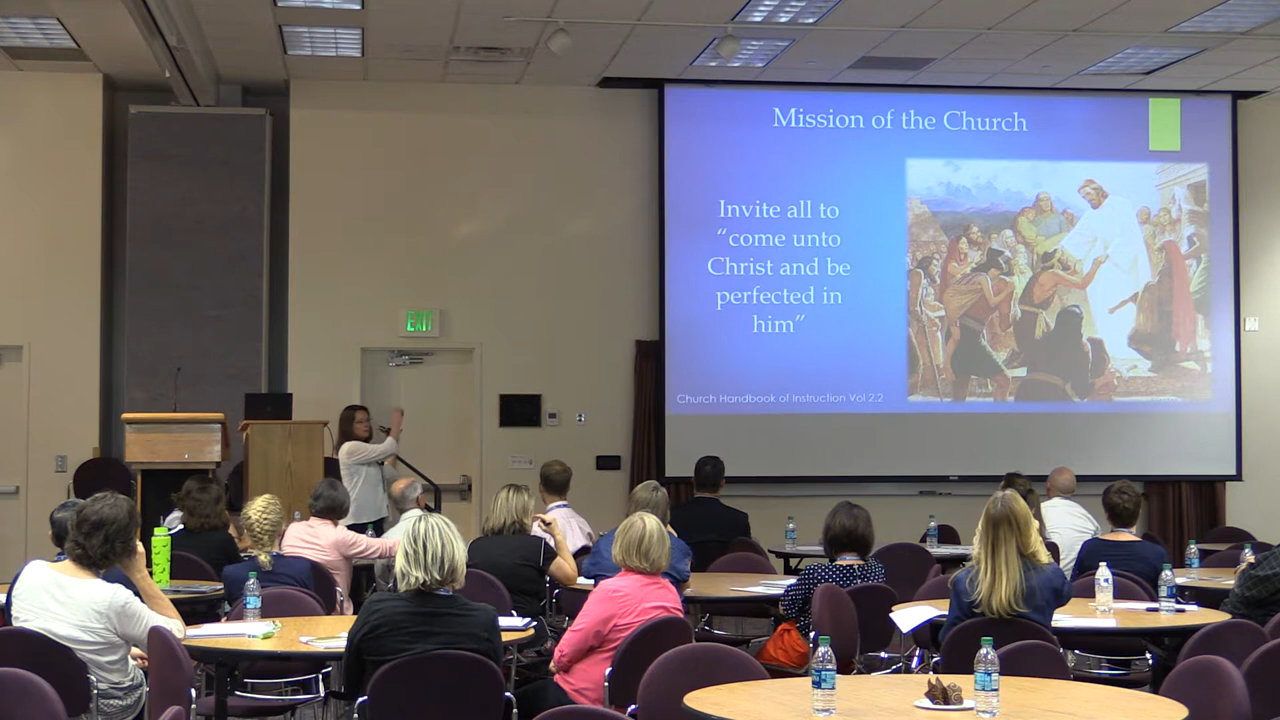 Mission of the Church
Invite all to
“come unto
Christ and be
perfected in
him”
Church Handbook of Instruction Vol 2.2
EXIT